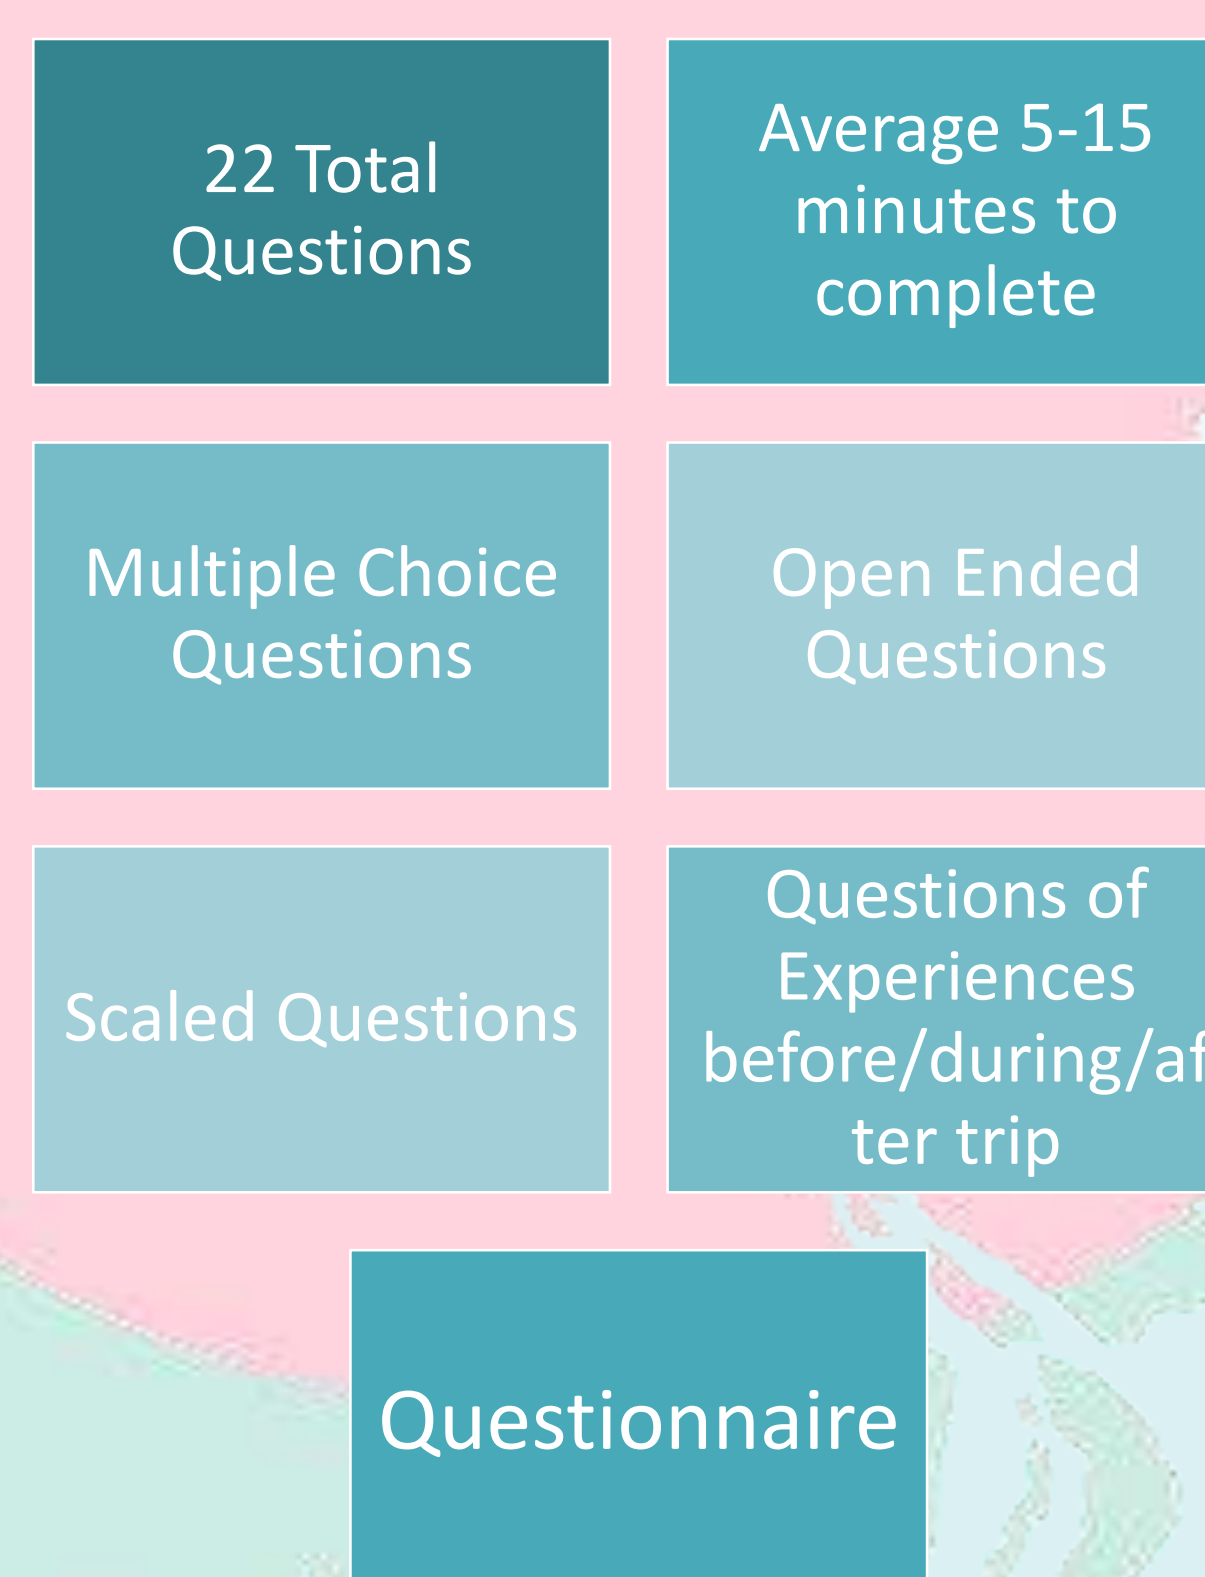 22 Total
Questions
Average 5-15
minutes to
complete
Multiple Choice
Questions
Open Ended
Questions
Scaled Questions
Questions of
Experiences
before/during/af
ter trip
Questionnaire